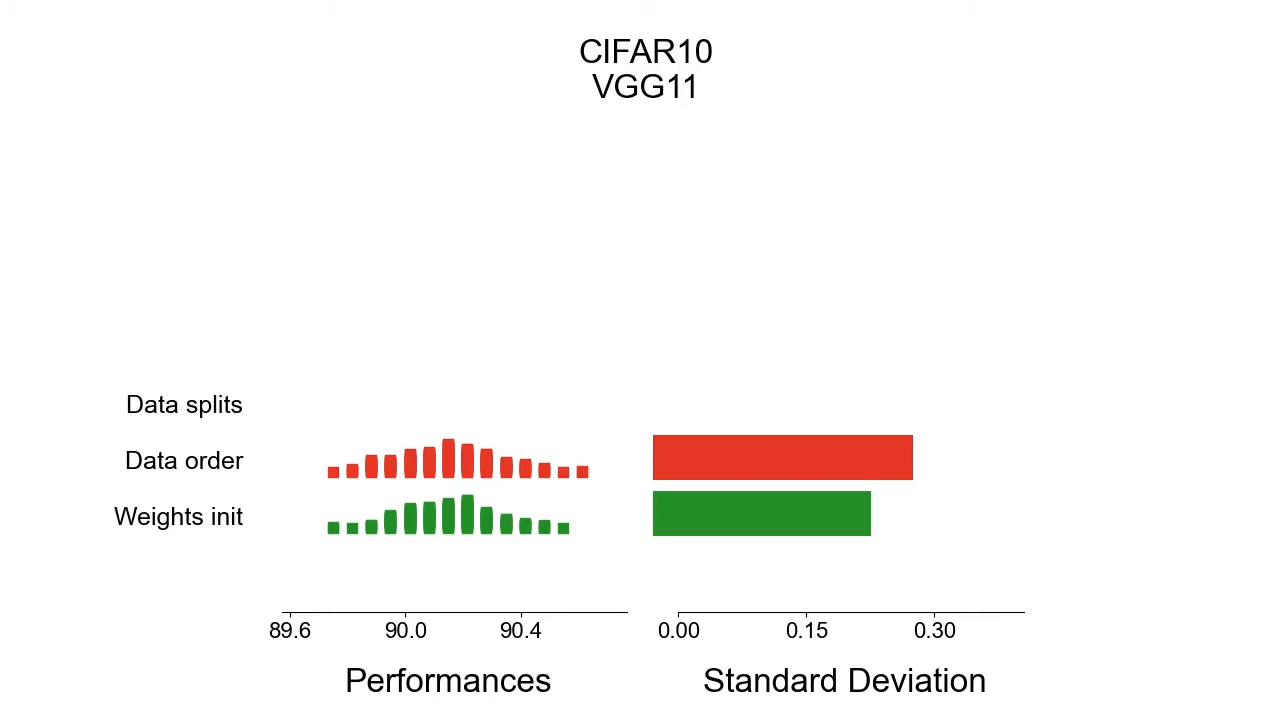 CIFAR10
VGG11
Data splits
Data order
Weights init
89.6 90.0 90.4 0.00 0.15 0.30
Performances Standard Deviation